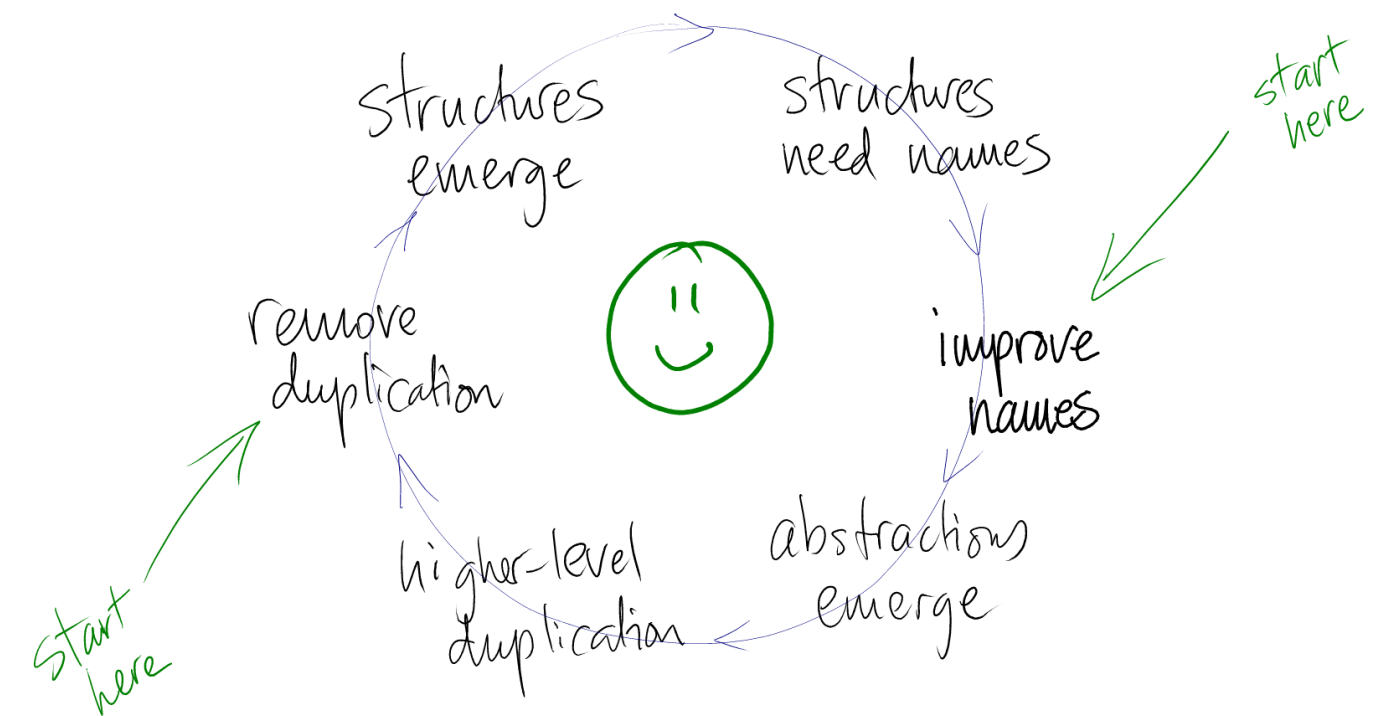 structures
emerge
structures
need names
start
here
improve
names
abstractions
emerge
higher-level
duplication
remove
duplication
start
here